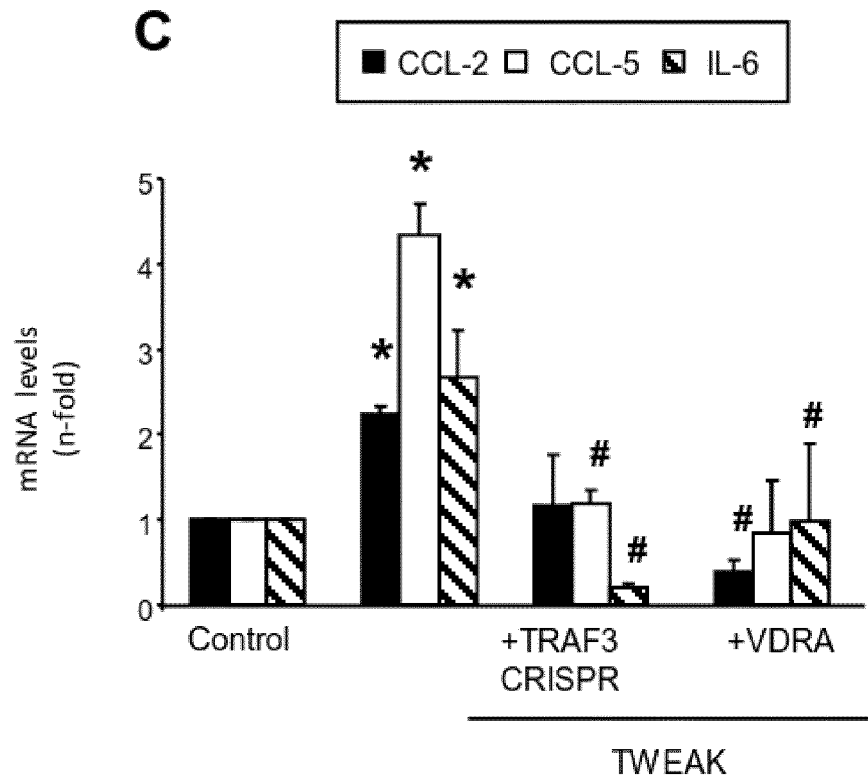 C
CCL-2 CCL-5 IL-6
mRNA levels
(n-fold)
5
4
3
2
1
0
*
*
*
#
#
#
#
Control
+TRAF3
CRISPR
+VDRA
TWEAK